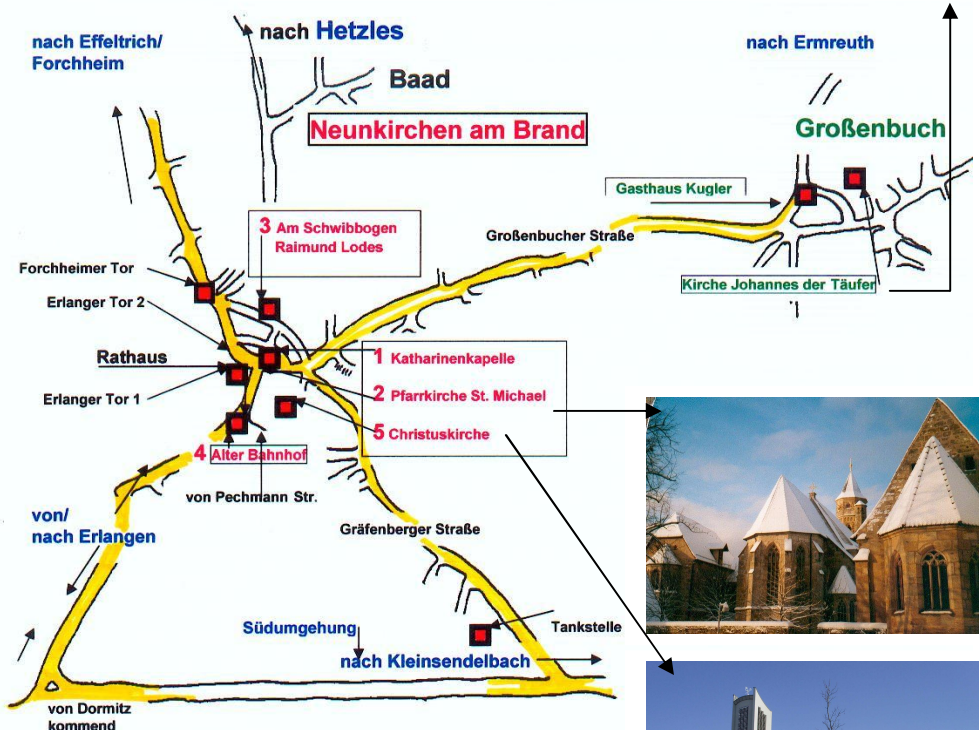 nach Effeltrich/
Forchheim
nach Hetzles
nach Ermreuth
Baad
Neunkirchen am Brand
Großenbuch
Gasthaus Kugler
3 Am Schwibbogen
Raimund Lodes
Großenbucher Straße
Forchheimer Tor
Kirche Johannes der Täufer
Erlanger Tor 2
Rathaus
1 Katharinenkapelle
Erlanger Tor 1
2 Pfarrkirche St. Michael
5 Christuskirche
4 Alter Bahnhof
von Pechmann Str.
von/
nach Erlangen
Gräfenberger Straße
Südumgehung
Tankstelle
nach Kleinsendelbach
von Dormitz
kommend